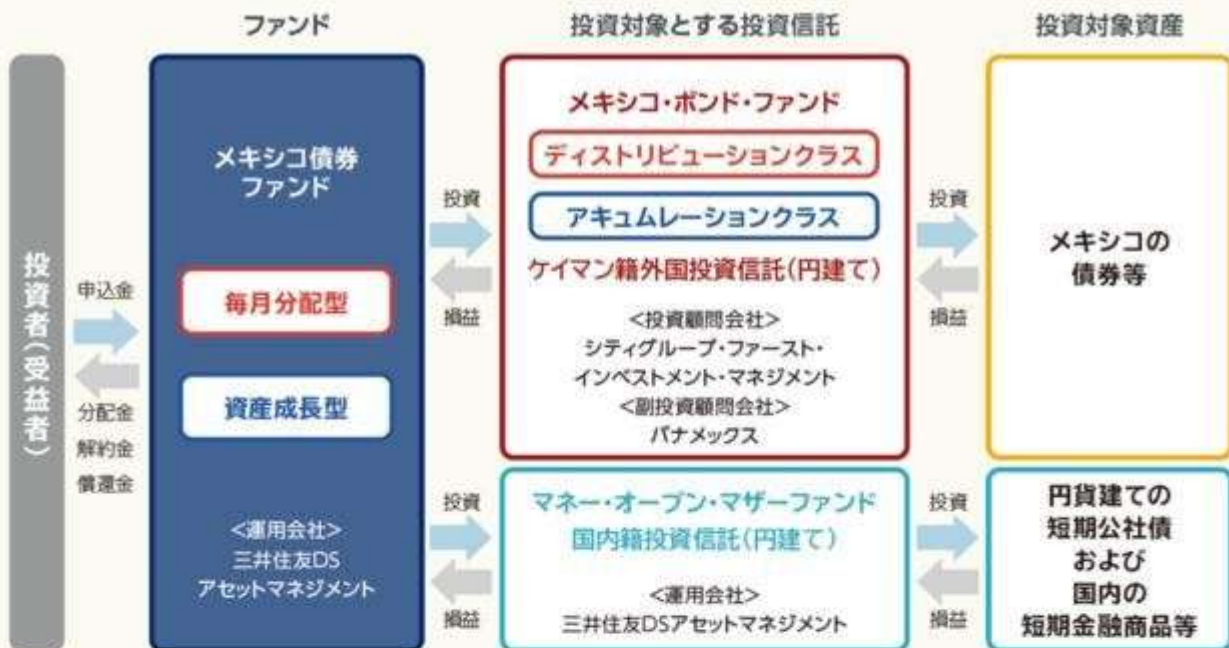 ファンド
投資対象とする投資信託
投資対象資産
投資者(受益者)
申込金
分配金
解約金
償還金
メキシコ債券
ファンド
毎月分配型
資産成長型
<運用会社>
三井住友DS
アセットマネジメント
投資
損益
メキシコ・ボンド・ファンド
ディストリビューションクラス
アキュムレーションクラス
ケイマン籍外国投資信託(円建て)
<投資顧問会社>
シティグループ・ファースト・
インベストメント・マネジメント
<副投資顧問会社>
バナメックス
投資
損益
メキシコの
債券等
投資
損益
マネー・オープン・マザーファンド
国内籍投資信託(円建て)
<運用会社>
三井住友DSアセットマネジメント
投資
損益
円貨建ての
短期公社債
および
国内の
短期金融商品等